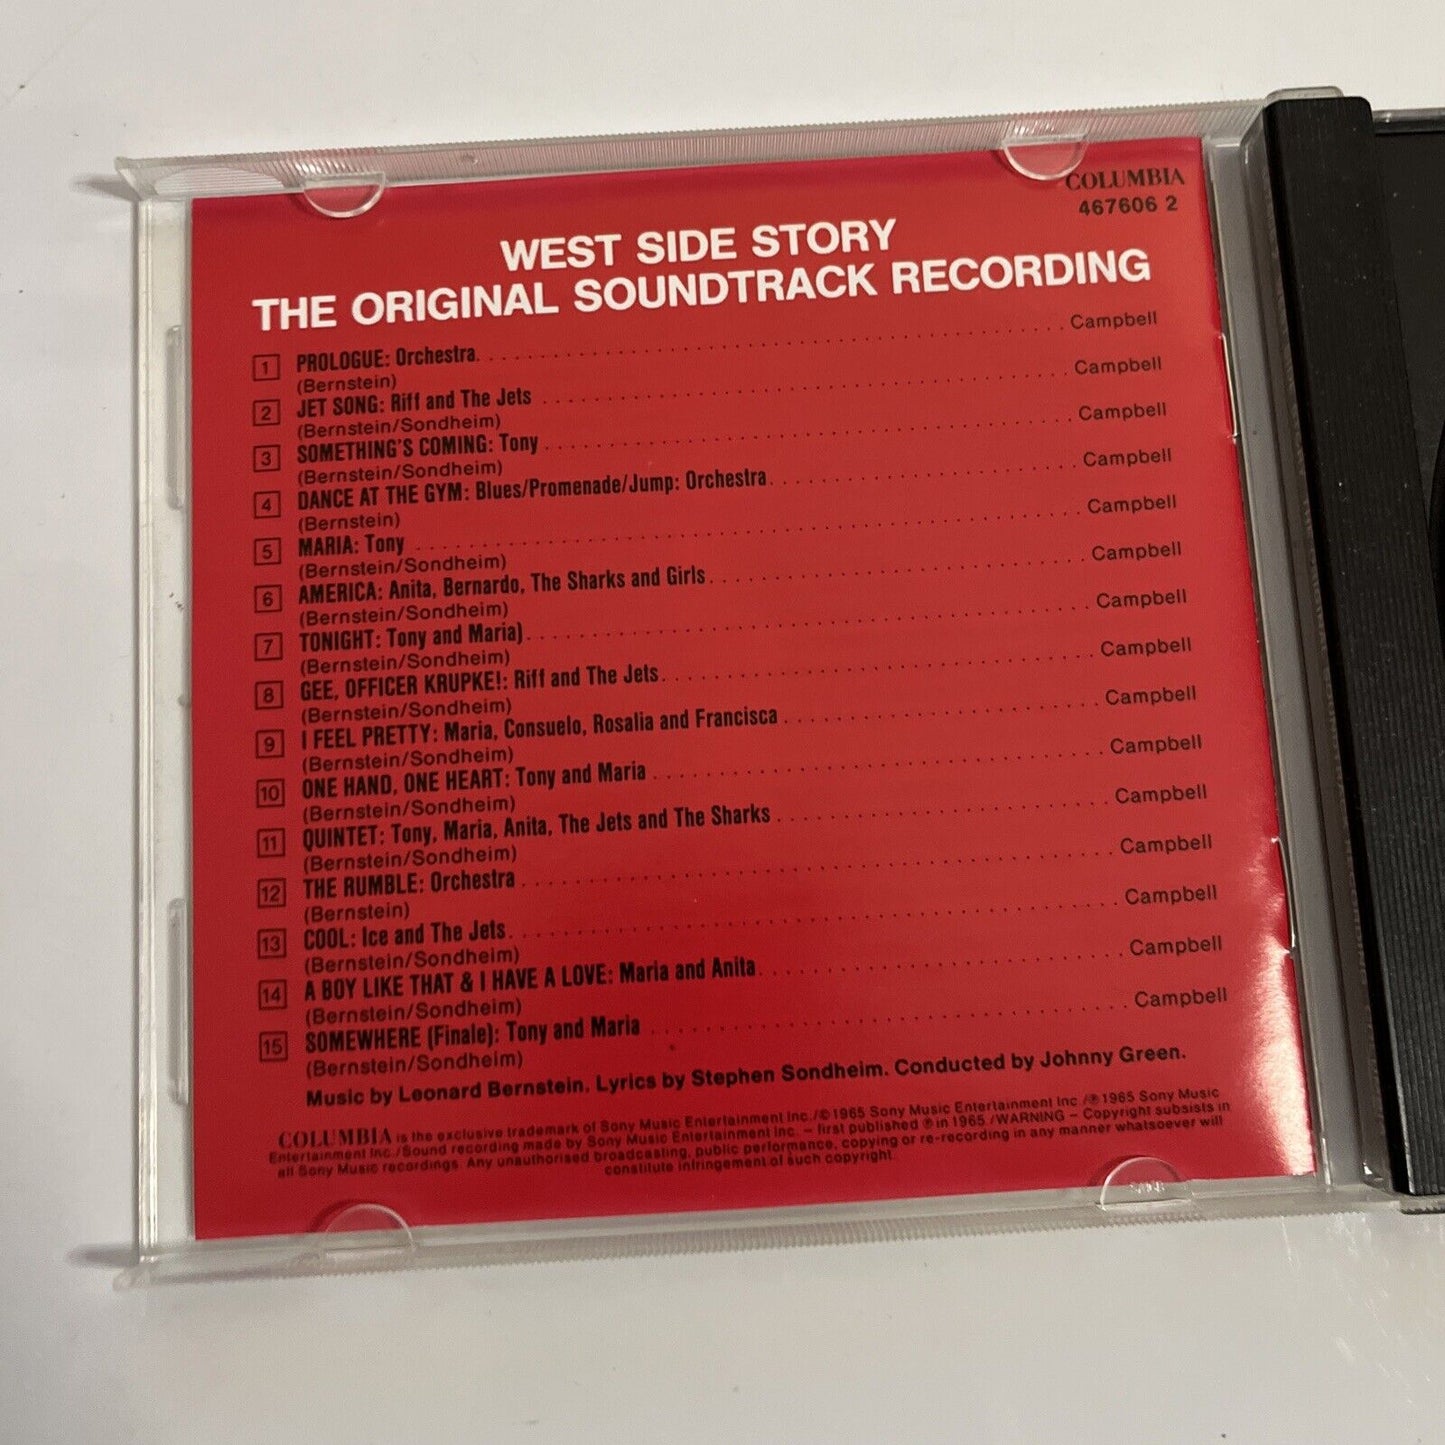 COLUMBIA
467606 2
WEST SIDE STORY
THE ORIGINAL SOUNDTRACK RECORDING
1 PROLOGUE: Orchestra. . . . . . . . . . Campbell
(Bernstein)
2 JET SONG: Riff and The Jets . . . . . . . . . . Campbell
(Bernstein/Sondheim)
3 SOMETHING'S COMING: Tony . . . . . . . . . . Campbell
(Bernstein/Sondheim)
4 DANCE AT THE GYM: Blues/Promenade/Jump: Orchestra. . . . . . . . . . Campbell
(Bernstein)
5 MARIA: Tony . . . . . . . . . . Campbell
(Bernstein/Sondheim)
6 AMERICA: Anita, Bernardo, The Sharks and Girls. . . . . . . . . . Campbell
(Bernstein/Sondheim)
7 TONIGHT: Tony and Maria). . . . . . . . . . Campbell
(Bernstein/Sondheim)
8 GEE, OFFICER KRUPKE!: Riff and The Jets. . . . . . . . . . Campbell
(Bernstein/Sondheim)
9 I FEEL PRETTY: Maria, Consuelo, Rosalia and Francisca . . . . . . . . . . Campbell
(Bernstein/Sondheim)
10 ONE HAND, ONE HEART: Tony and Maria . . . . . . . . . . Campbell
(Bernstein/Sondheim)
11 QUINTET: Tony, Maria, Anita, The Jets and The Sharks . . . . . . . . . . Campbell
(Bernstein/Sondheim)
12 THE RUMBLE: Orchestra . . . . . . . . . . Campbell
(Bernstein)
13 COOL: Ice and The Jets. . . . . . . . . . Campbell
(Bernstein/Sondheim)
14 A BOY LIKE THAT & I HAVE A LOVE: Maria and Anita. . . . . . . . . . Campbell
(Bernstein/Sondheim)
15 SOMEWHERE (Finale): Tony and Maria . . . . . . . . . . Campbell
(Bernstein/Sondheim)
Music by Leonard Bernstein. Lyrics by Stephen Sondheim. Conducted by Johnny Green.
COLUMBIA is the exclusive trademark of Sony Music Entertainment Inc./© 1965 Sony Music Entertainment Inc./℗ 1965 Sony Music
Entertainment Inc./Sound recording made by Sony Music Entertainment Inc. – first published ℗ in 1965./WARNING – Copyright subsists in
all Sony Music recordings. Any unauthorised broadcasting, public performance, copying or re-recording in any manner whatsoever will
constitute infringement of such copyright.